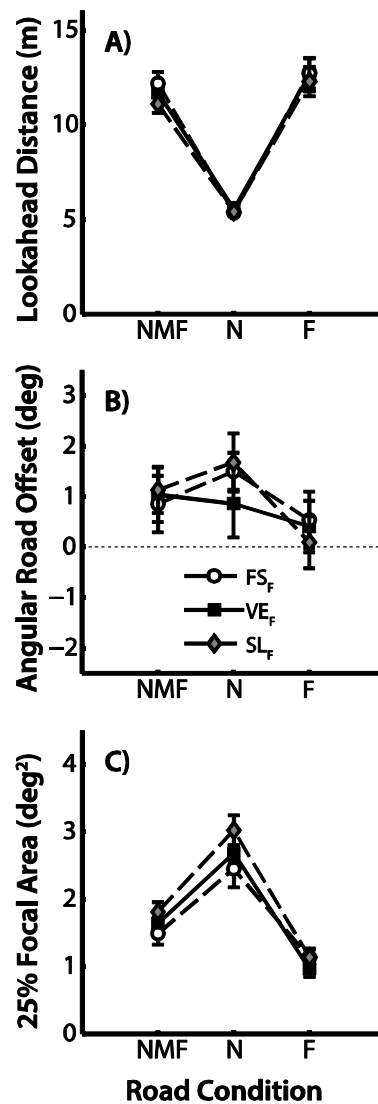 A)
Lookahead Distance (m)
15
10
5
0
NMF N F
B)
Angular Road Offset (deg)
3
2
1
0
−1
−2
FS_F
VE_F
SL_F
NMF N F
C)
25% Focal Area (deg²)
4
3
2
1
0
NMF N F
Road Condition